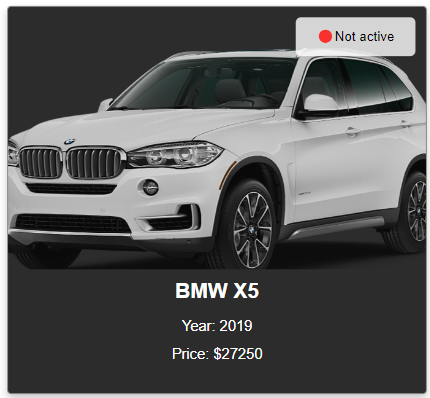 Not active
BMW X5
Year: 2019
Price: $27250